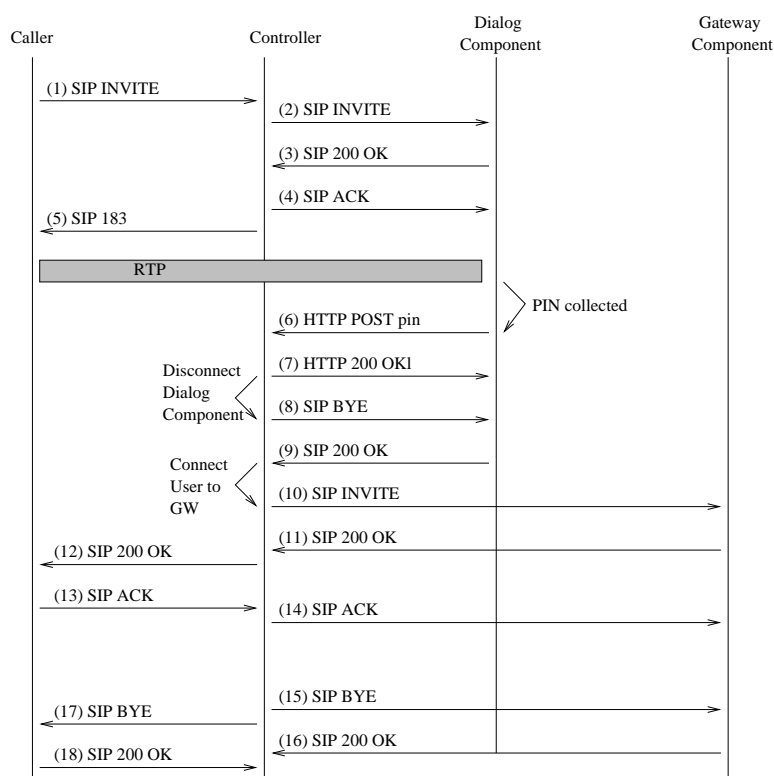 Caller
Controller
Dialog
Component
Gateway
Component
(1) SIP INVITE
(2) SIP INVITE
(3) SIP 200 OK
(4) SIP ACK
(5) SIP 183
RTP
PIN collected
(6) HTTP POST pin
(7) HTTP 200 OKl
Disconnect
Dialog
Component
(8) SIP BYE
(9) SIP 200 OK
Connect
User to
GW
(10) SIP INVITE
(11) SIP 200 OK
(12) SIP 200 OK
(13) SIP ACK
(14) SIP ACK
(15) SIP BYE
(17) SIP BYE
(16) SIP 200 OK
(18) SIP 200 OK